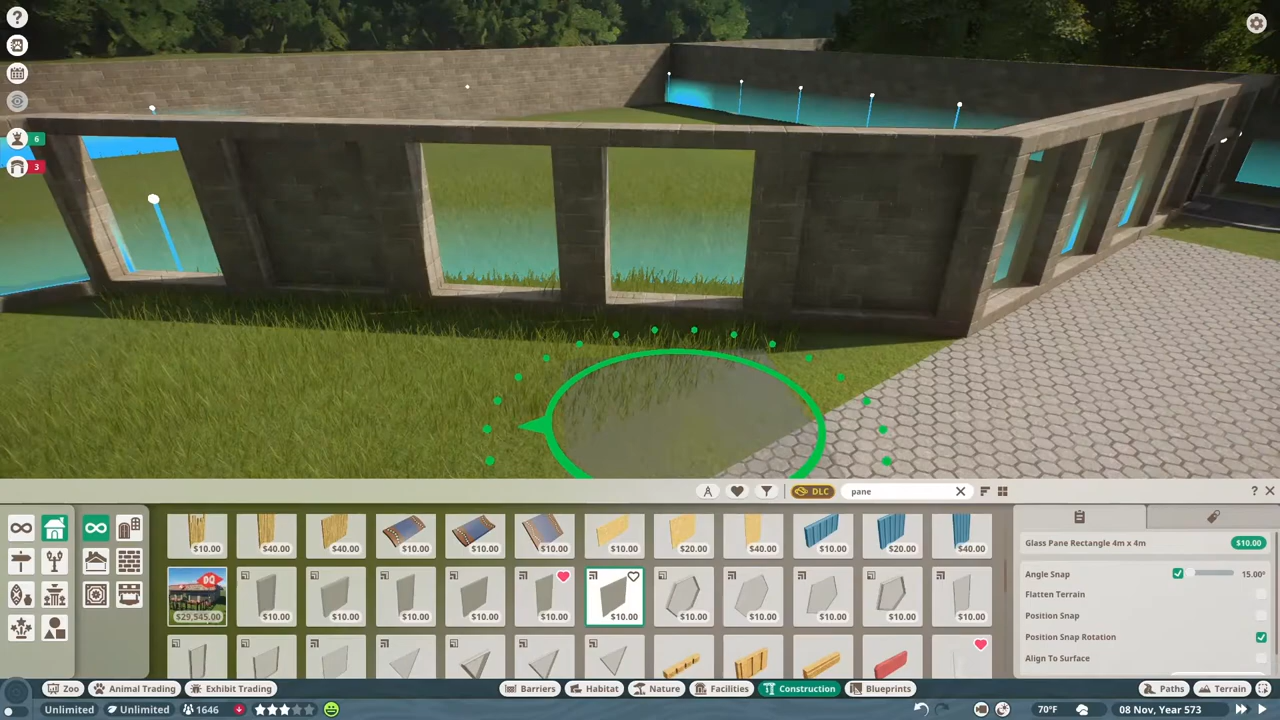 ?
6
3
DLC
pane
?
$10.00 $40.00 $40.00 $10.00 $10.00 $10.00 $10.00 $20.00 $40.00 $10.00 $20.00 $40.00
$29,545.00 $10.00 $10.00 $10.00 $10.00 $10.00 $10.00 $10.00 $10.00 $10.00 $10.00 $10.00
Glass Pane Rectangle 4m x 4m $10.00
Angle Snap 15.00°
Flatten Terrain
Position Snap
Position Snap Rotation
Align To Surface
Zoo Animal Trading Exhibit Trading Barriers Habitat Nature Facilities Construction Blueprints Paths Terrain
Unlimited Unlimited 1646 70°F 08 Nov, Year 573